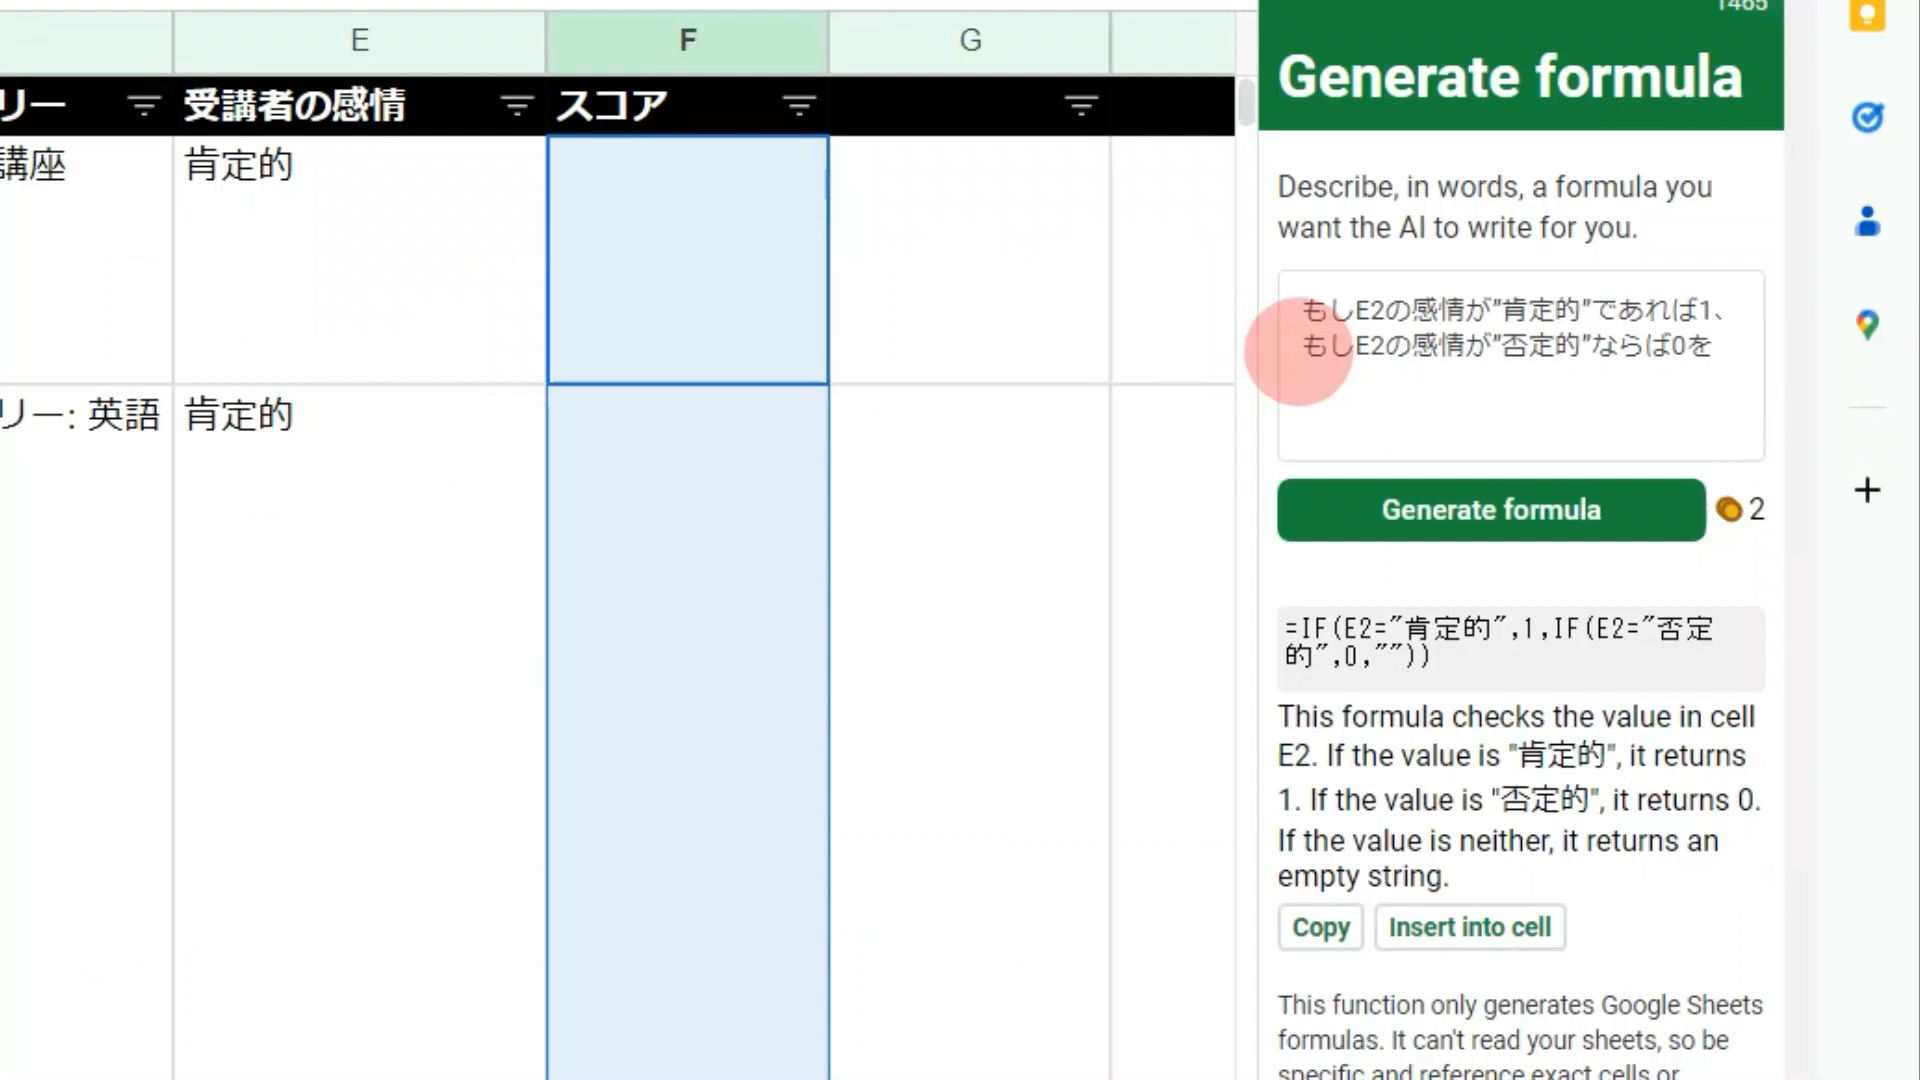 E F G
リー 受講者の感情 スコア
講座 肯定的
リー: 英語 肯定的
1465
Generate formula
Describe, in words, a formula you
want the AI to write for you.
もしE2の感情が"肯定的"であれば1、
もしE2の感情が"否定的"ならば0を
Generate formula 2
=IF(E2="肯定的",1,IF(E2="否定
的",0,""))
This formula checks the value in cell
E2. If the value is "肯定的", it returns
1. If the value is "否定的", it returns 0.
If the value is neither, it returns an
empty string.
Copy Insert into cell
This function only generates Google Sheets
formulas. It can't read your sheets, so be
specific and reference exact cells or